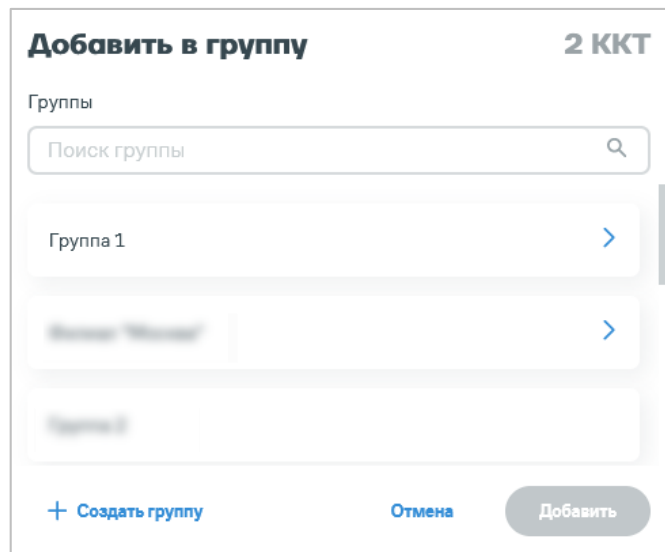 Добавить в группу 2 ККТ
Группы
Поиск группы
Группа 1
+ Создать группу Отмена Добавить